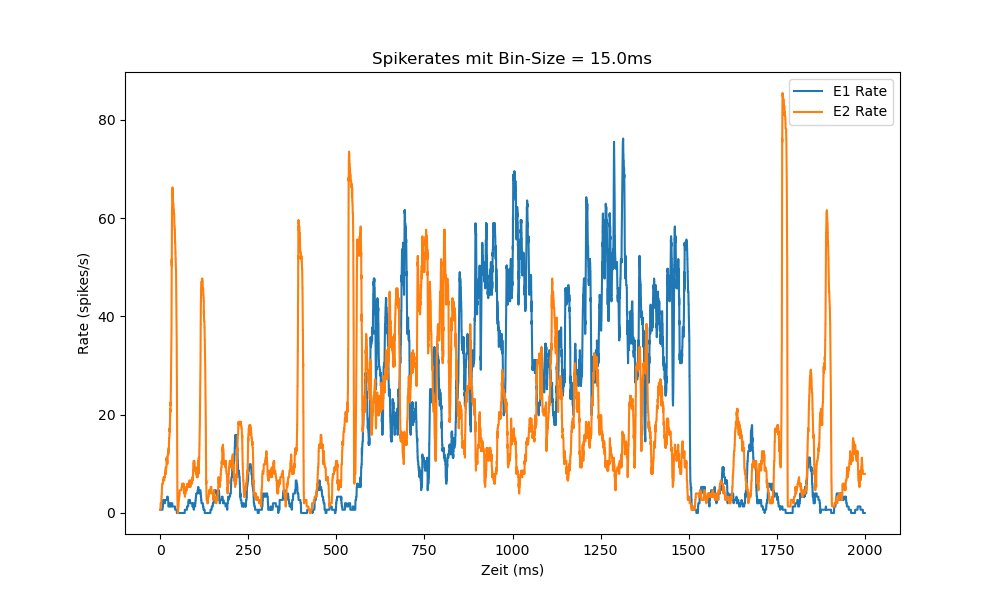 Spikerates mit Bin-Size = 15.0ms
E1 Rate
E2 Rate
80
60
40
20
0
Rate (spikes/s)
0 250 500 750 1000 1250 1500 1750 2000
Zeit (ms)